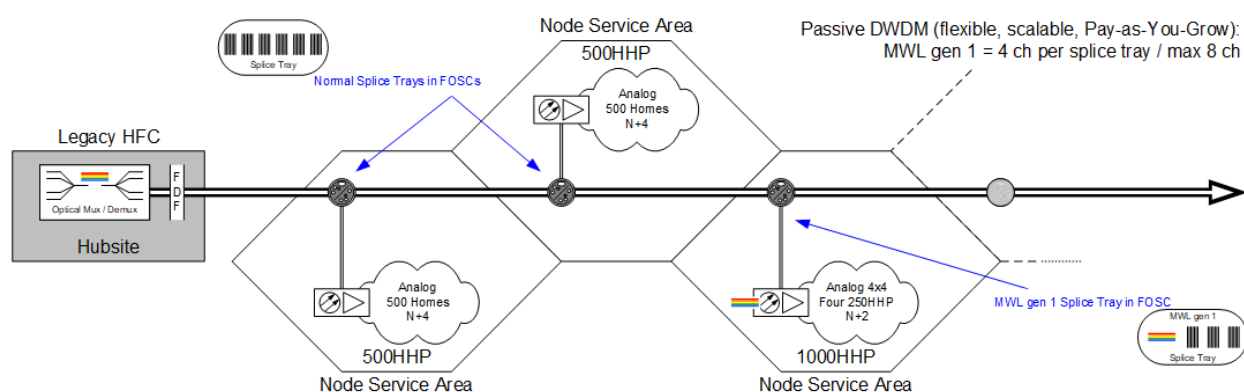 Node Service Area
500HHP
Passive DWDM (flexible, scalable, Pay-as-You-Grow):
MWL gen 1 = 4 ch per splice tray / max 8 ch
Splice Tray
Normal Splice Trays in FOSCs
Analog
500 Homes
N+4
Legacy HFC
Optical Mux / Demux
F
D
F
Hubsite
Analog
500 Homes
N+4
500HHP
Node Service Area
Analog 4x4
Four 250HHP
N+2
1000HHP
Node Service Area
MWL gen 1 Splice Tray in FOSC
MWL gen 1
Splice Tray